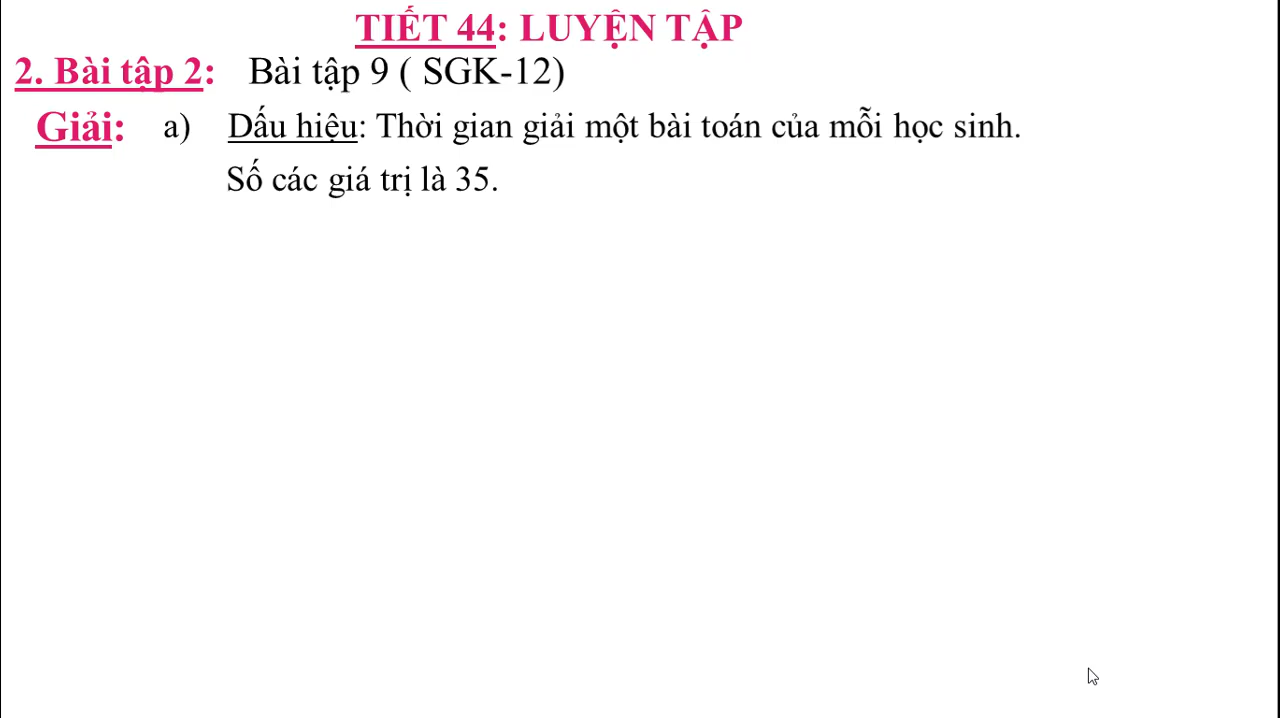 TIẾT 44: LUYỆN TẬP
2. Bài tập 2: Bài tập 9 ( SGK-12)
Giải: a) Dấu hiệu: Thời gian giải một bài toán của mỗi học sinh.
Số các giá trị là 35.